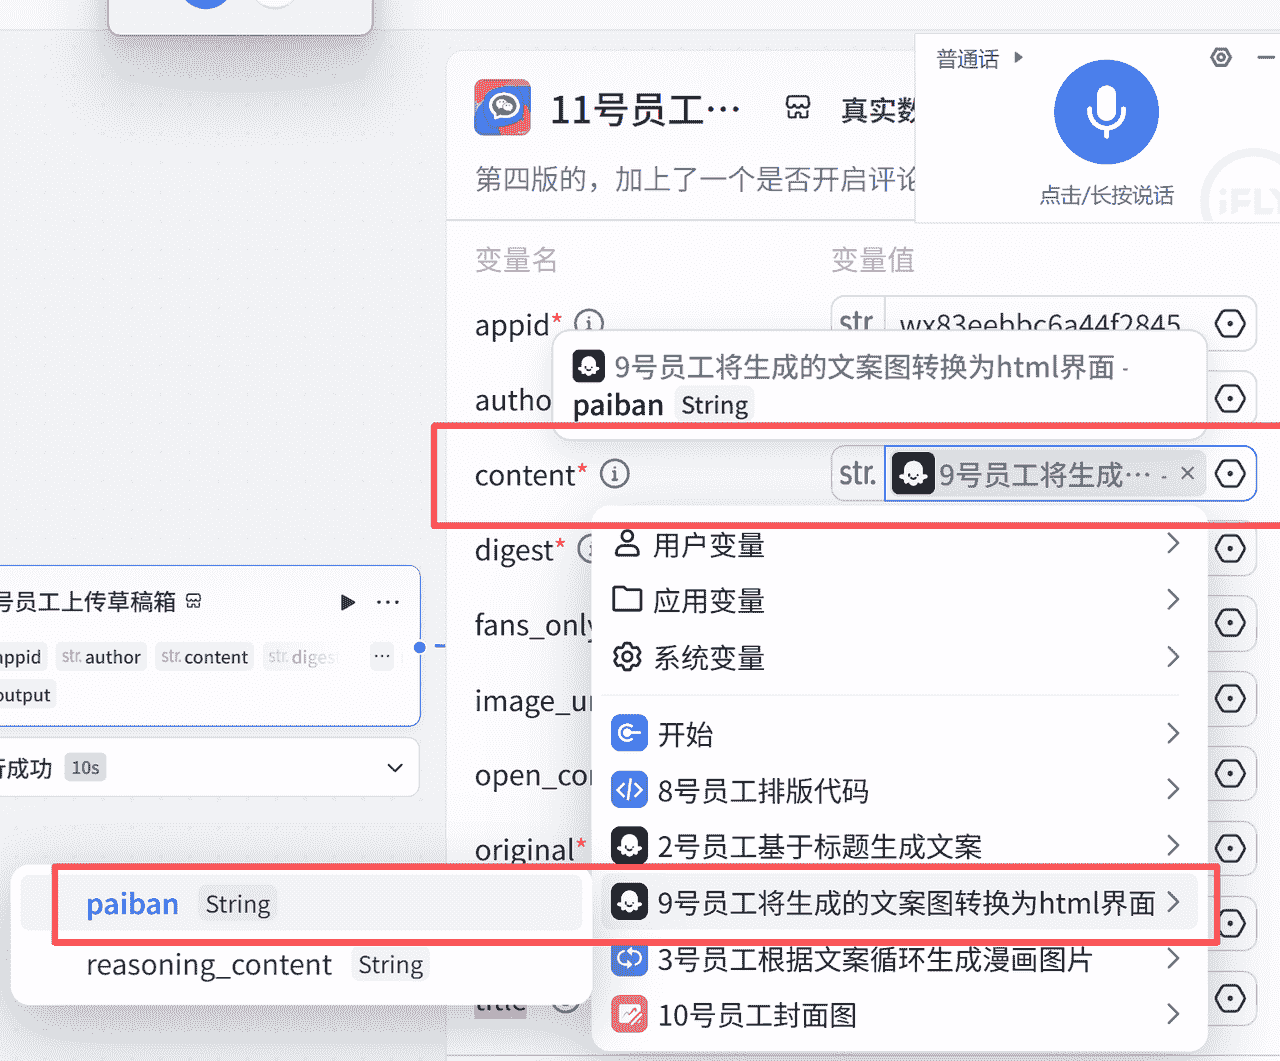 11号员工… 真实数
第四版的，加上了一个是否开启评论
普通话
点击/长按说话
iFLY
变量名 变量值
appid* str. wx83eebbc6a44f2845
9号员工将生成的文案图转换为html界面 -
paiban String
autho
content* str. 9号员工将生成… - ×
digest*
用户变量
fans_only
应用变量
系统变量
image_ur
开始
open_con
8号员工排版代码
original*
2号员工基于标题生成文案
9号员工将生成的文案图转换为html界面
3号员工根据文案循环生成漫画图片
title
10号员工封面图
号员工上传草稿箱 …
appid str. author str. content str. diges …
output
行成功 10s
paiban String
reasoning_content String